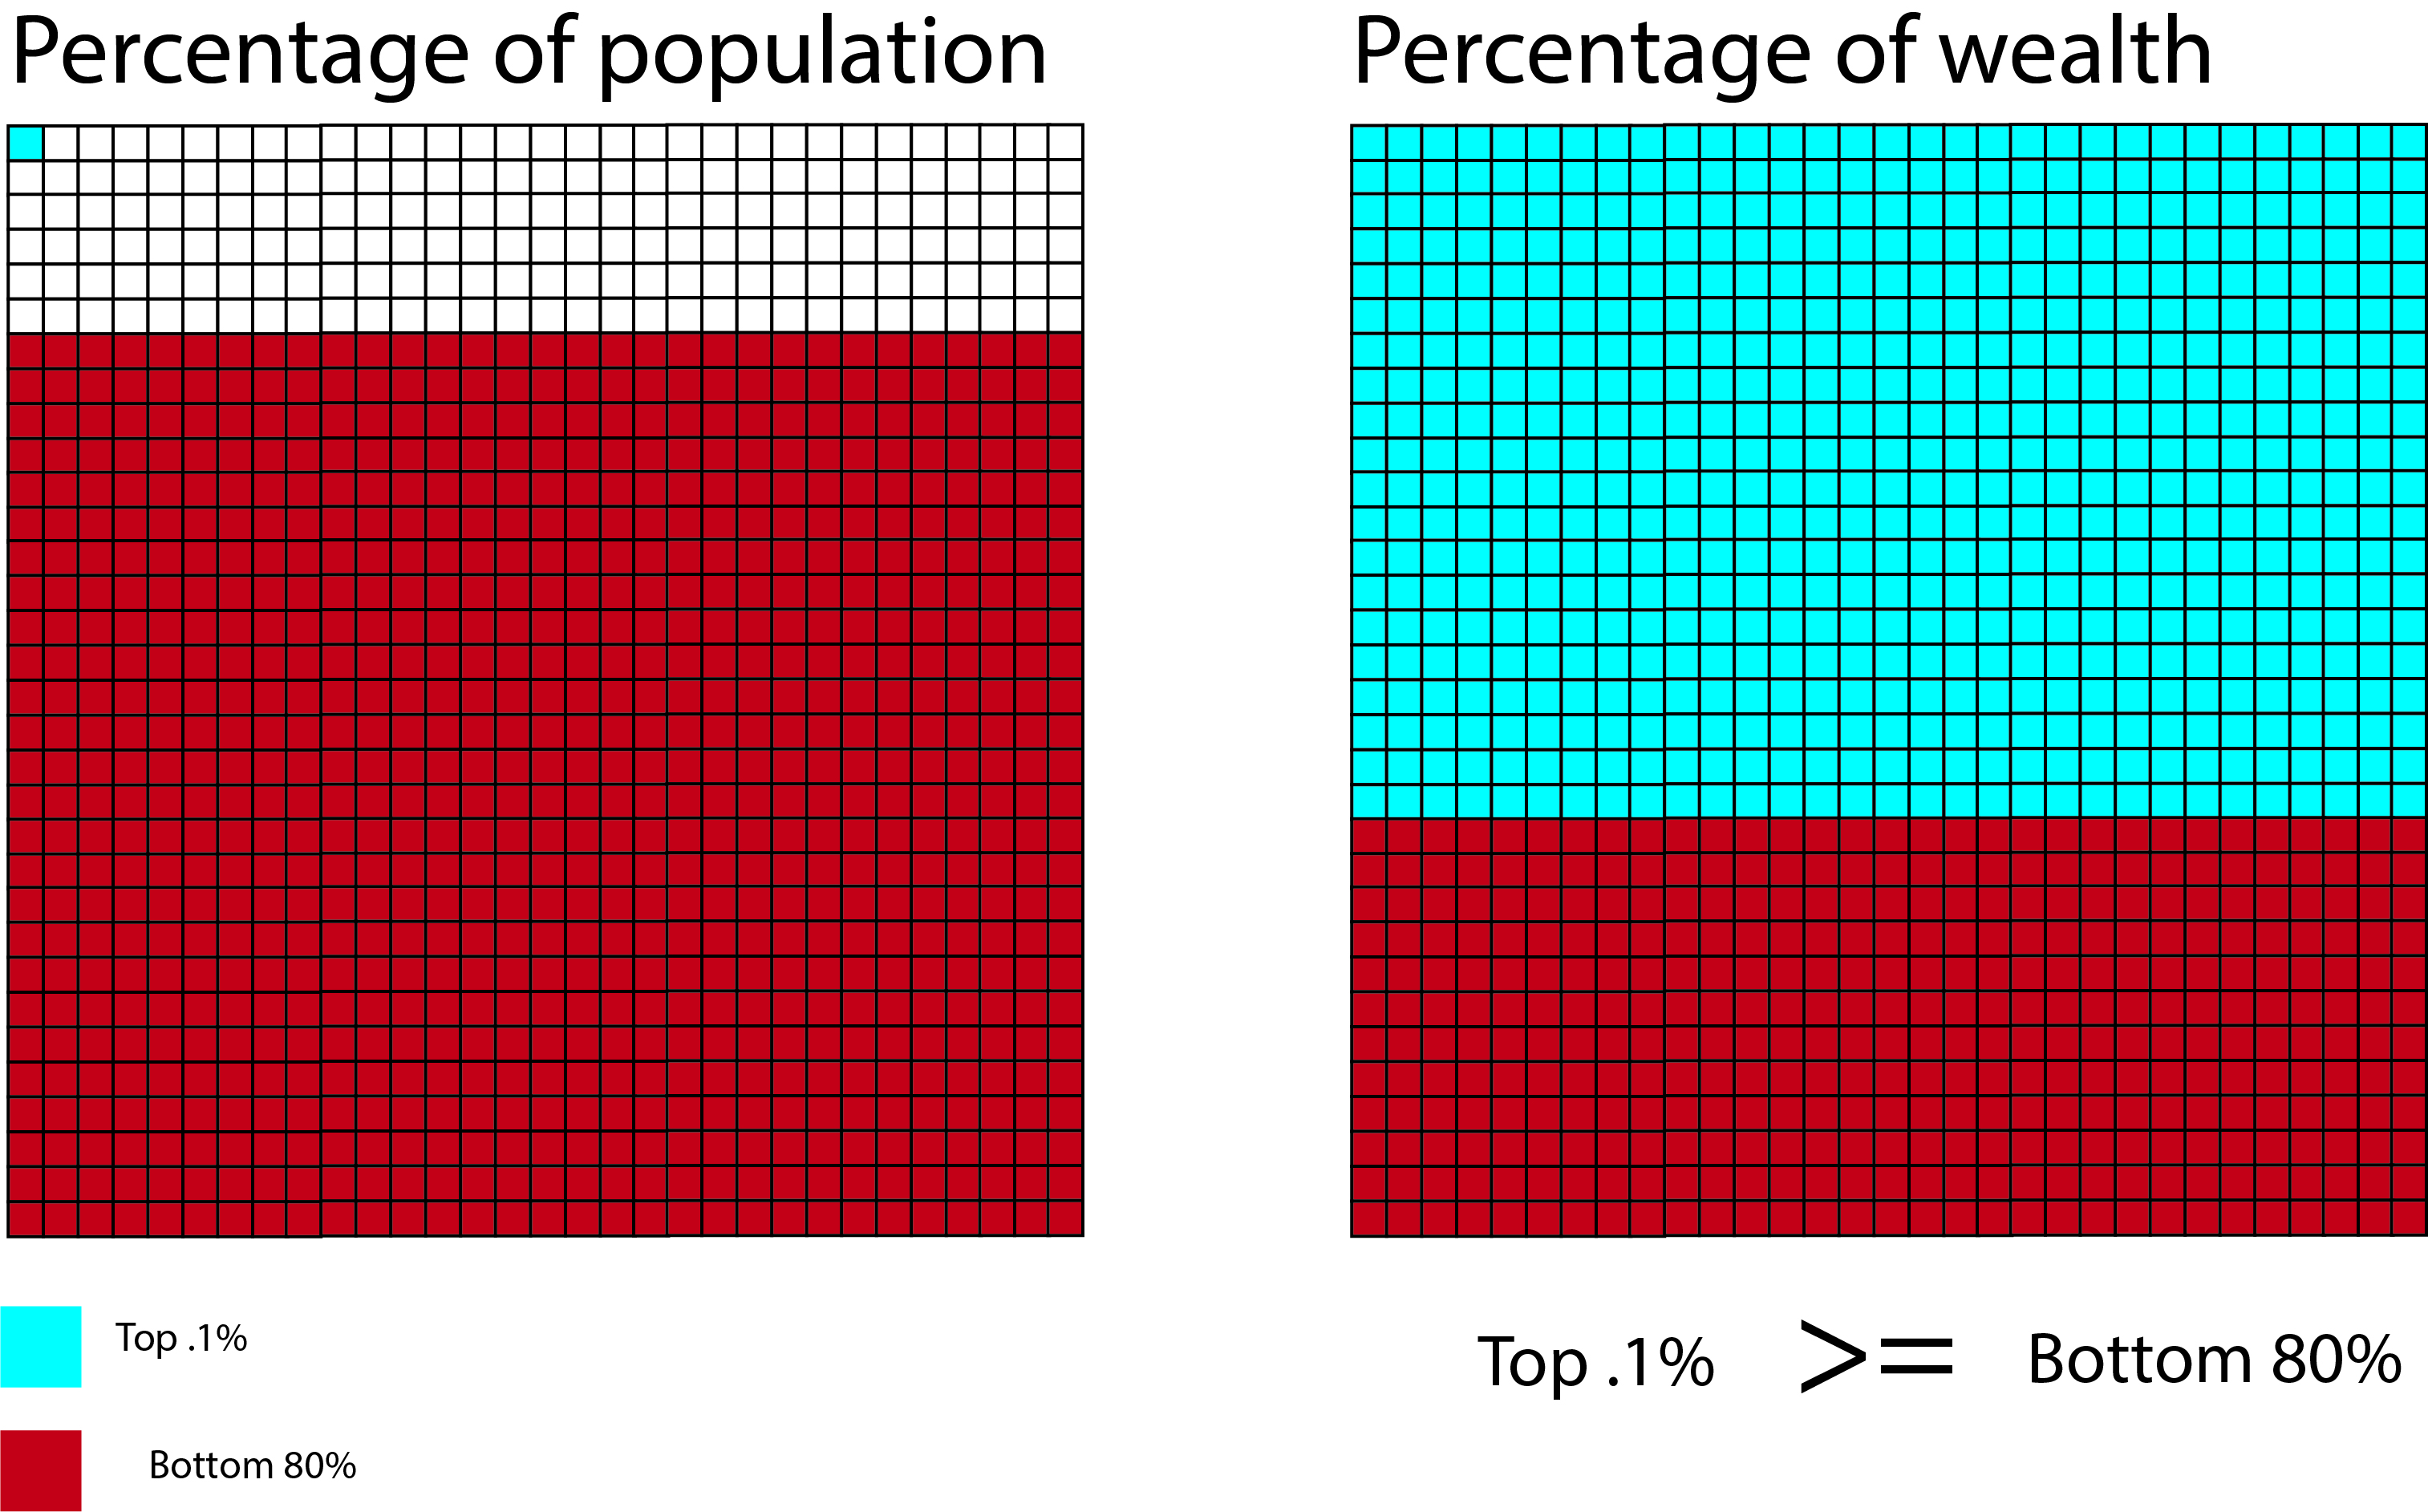 Percentage of population
Percentage of wealth
Top .1%
Bottom 80%
Top .1% >= Bottom 80%